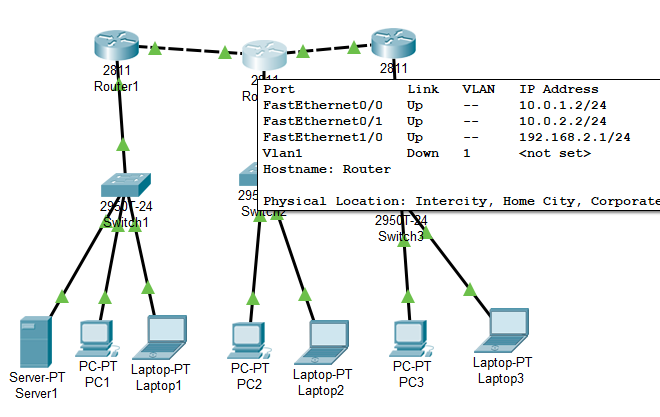 2811
Router1
2811
Port Link VLAN IP Address
FastEthernet0/0 Up -- 10.0.1.2/24
FastEthernet0/1 Up -- 10.0.2.2/24
FastEthernet1/0 Up -- 192.168.2.1/24
Vlan1 Down 1 <not set>
Hostname: Router
Physical Location: Intercity, Home City, Corporate
2950T-24
Switch1
Switch2
2950T-24
Switch3
Server-PT
Server1
PC-PT
PC1
Laptop-PT
Laptop1
PC-PT
PC2
Laptop-PT
Laptop2
PC-PT
PC3
Laptop-PT
Laptop3